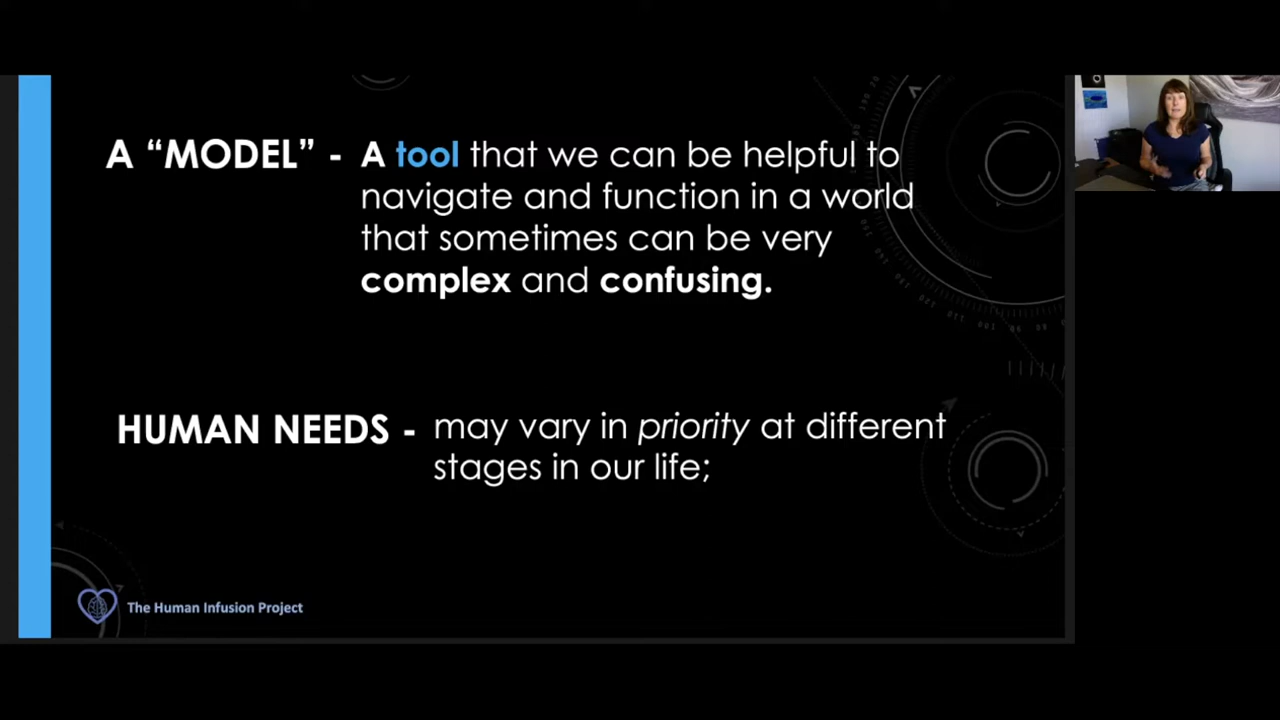 A “MODEL” - A tool that we can be helpful to
navigate and function in a world
that sometimes can be very
complex and confusing.
HUMAN NEEDS - may vary in priority at different
stages in our life;
The Human Infusion Project